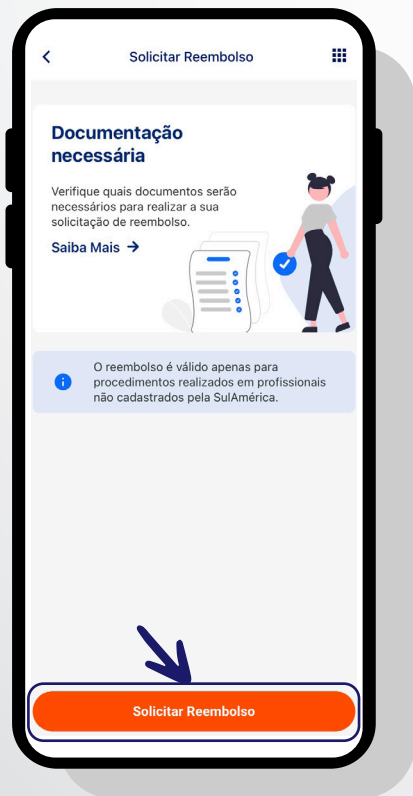 Solicitar Reembolso
Documentação
necessária
Verifique quais documentos serão
necessários para realizar a sua
solicitação de reembolso.
Saiba Mais →
O reembolso é válido apenas para
procedimentos realizados em profissionais
não cadastrados pela SulAmérica.
Solicitar Reembolso